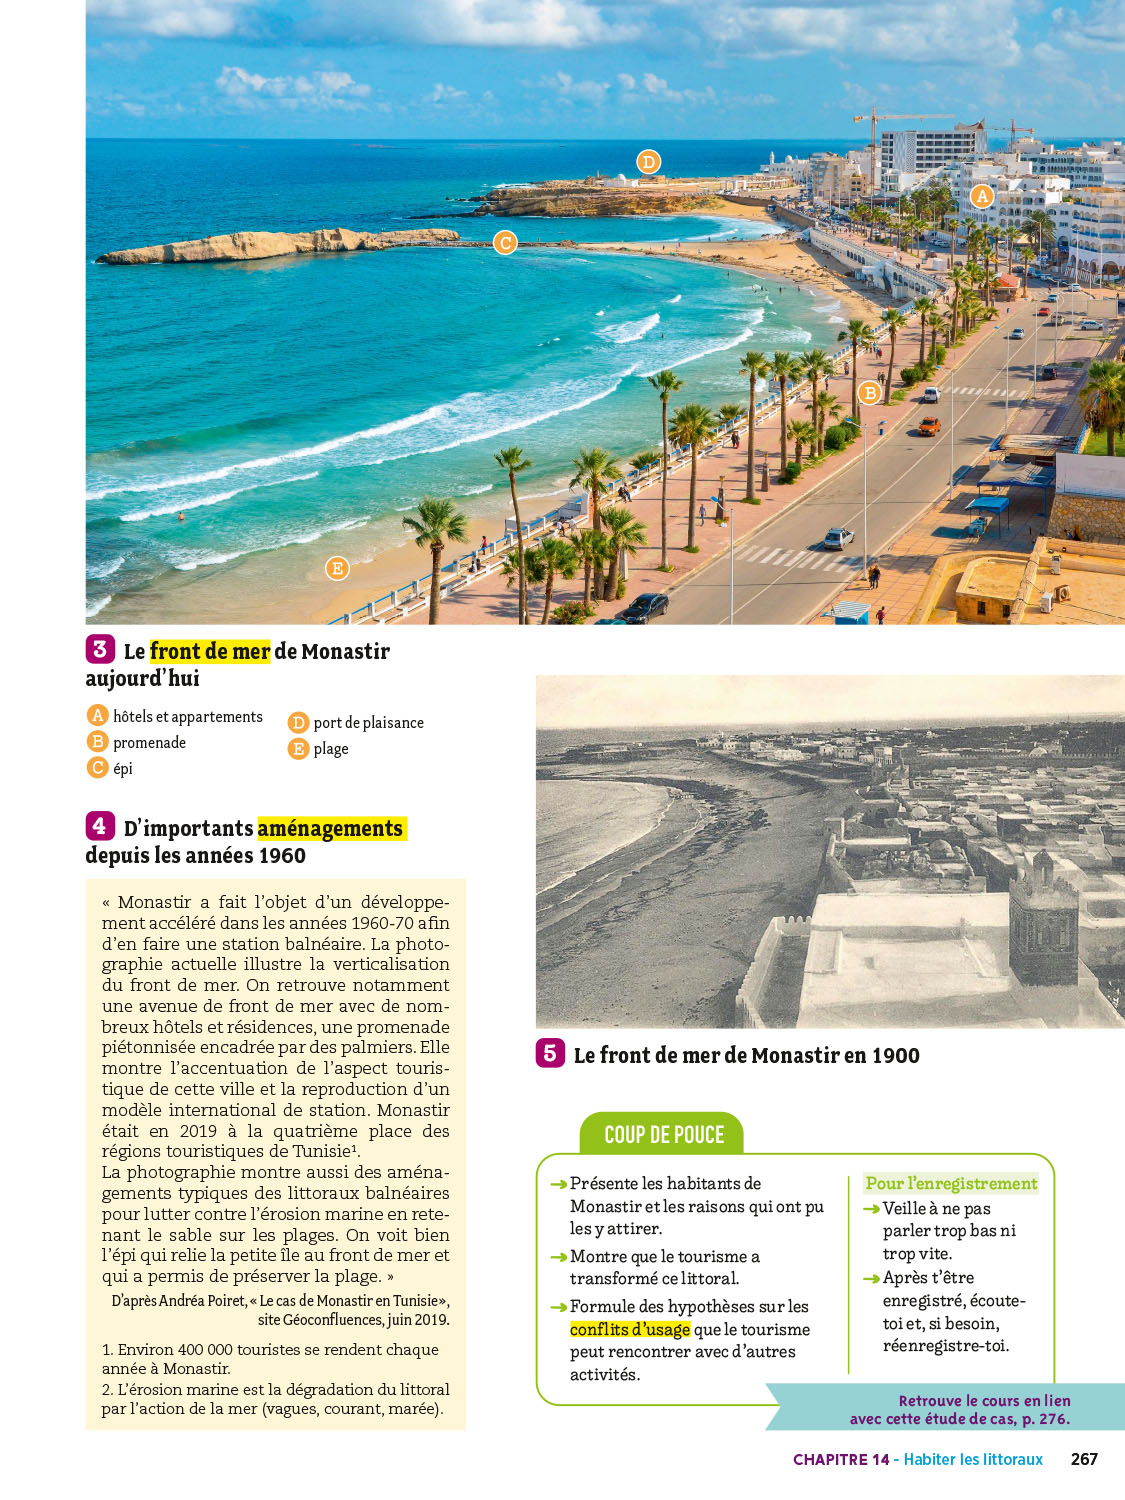 D
A
C
B
E
3 Le front de mer de Monastir
aujourd'hui
A hôtels et appartements
B promenade
C épi
D port de plaisance
E plage
4 D'importants aménagements
depuis les années 1960
« Monastir a fait l'objet d'un développe-
ment accéléré dans les années 1960-70 afin
d'en faire une station balnéaire. La photo-
graphie actuelle illustre la verticalisation
du front de mer. On retrouve notamment
une avenue de front de mer avec de nom-
breux hôtels et résidences, une promenade
piétonnisée encadrée par des palmiers. Elle
montre l'accentuation de l'aspect touris-
tique de cette ville et la reproduction d'un
modèle international de station. Monastir
était en 2019 à la quatrième place des
régions touristiques de Tunisie¹.
La photographie montre aussi des aména-
gements typiques des littoraux balnéaires
pour lutter contre l'érosion marine en rete-
nant le sable sur les plages. On voit bien
l'épi qui relie la petite île au front de mer et
qui a permis de préserver la plage. »
D'après Andréa Poiret, « Le cas de Monastir en Tunisie»,
site Géoconfluences, juin 2019.
1. Environ 400 000 touristes se rendent chaque
année à Monastir.
2. L'érosion marine est la dégradation du littoral
par l'action de la mer (vagues, courant, marée).
5 Le front de mer de Monastir en 1900
COUP DE POUCE
➞ Présente les habitants de
Monastir et les raisons qui ont pu
les y attirer.
➞ Montre que le tourisme a
transformé ce littoral.
➞ Formule des hypothèses sur les
conflits d'usage que le tourisme
peut rencontrer avec d'autres
activités.
Pour l'enregistrement
➞ Veille à ne pas
parler trop bas ni
trop vite.
➞ Après t'être
enregistré, écoute-
toi et, si besoin,
réenregistre-toi.
Retrouve le cours en lien
avec cette étude de cas, p. 276.
CHAPITRE 14 - Habiter les littoraux 267